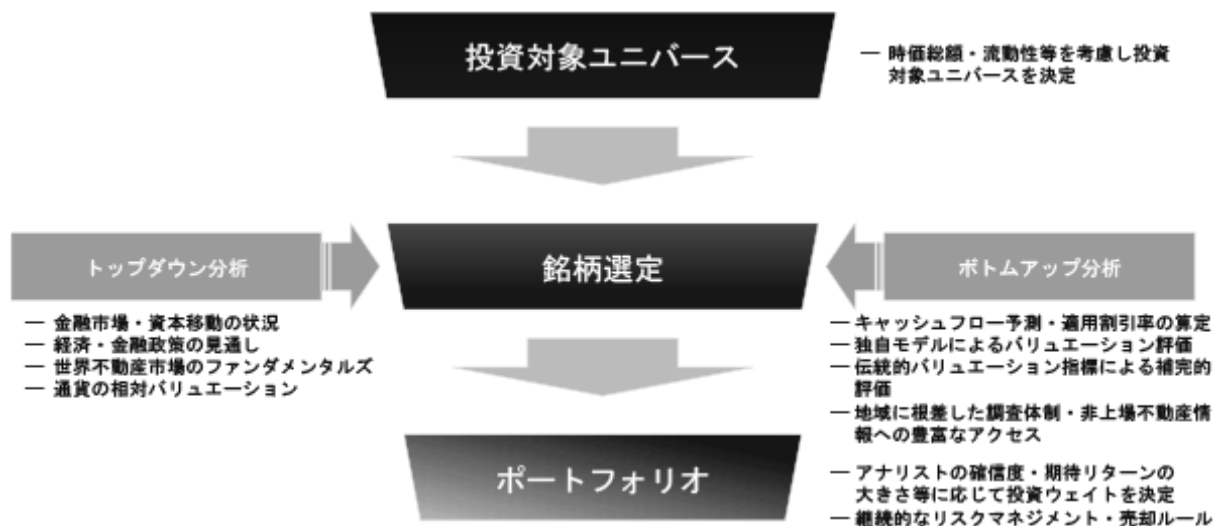 投資対象ユニバース
― 時価総額・流動性等を考慮し投資
対象ユニバースを決定
トップダウン分析
銘柄選定
ボトムアップ分析
― 金融市場・資本移動の状況
― 経済・金融政策の見通し
― 世界不動産市場のファンダメンタルズ
― 通貨の相対バリュエーション
― キャッシュフロー予測・適用割引率の算定
― 独自モデルによるバリュエーション評価
― 伝統的バリュエーション指標による補完的
評価
― 地域に根差した調査体制・非上場不動産情
報への豊富なアクセス
ポートフォリオ
― アナリストの確信度・期待リターンの
大きさ等に応じて投資ウェイトを決定
― 継続的なリスクマネジメント・売却ルール